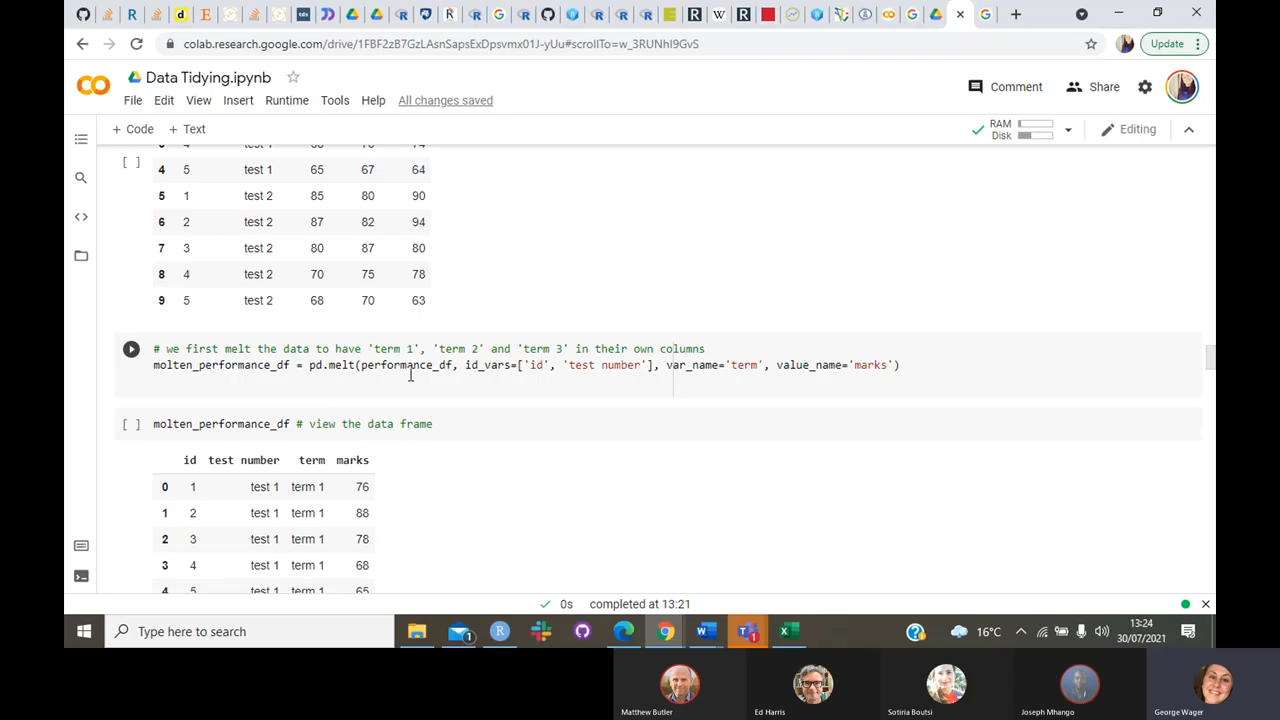 colab.research.google.com/drive/1FBF2zB7GzLAsnSapsExDpsvmx01J-yUu#scrollTo=w_3RUNhI9GvS
Update
Data Tidying.ipynb
File Edit View Insert Runtime Tools Help All changes saved
Comment Share
+ Code + Text
RAM
Disk
Editing
[ ]
4 5 test 1 65 67 64
5 1 test 2 85 80 90
6 2 test 2 87 82 94
7 3 test 2 80 87 80
8 4 test 2 70 75 78
9 5 test 2 68 70 63
# we first melt the data to have 'term 1', 'term 2' and 'term 3' in their own columns
molten_performance_df = pd.melt(performance_df, id_vars=['id', 'test number'], var_name='term', value_name='marks')
[ ] molten_performance_df # view the data frame
id test number term marks
0 1 test 1 term 1 76
1 2 test 1 term 1 88
2 3 test 1 term 1 78
3 4 test 1 term 1 68
4 5 test 1 term 1 65
0s completed at 13:21
Type here to search
16°C
13:24
30/07/2021
Matthew Butler Ed Harris Sotiria Boutsi Joseph Mhango George Wager